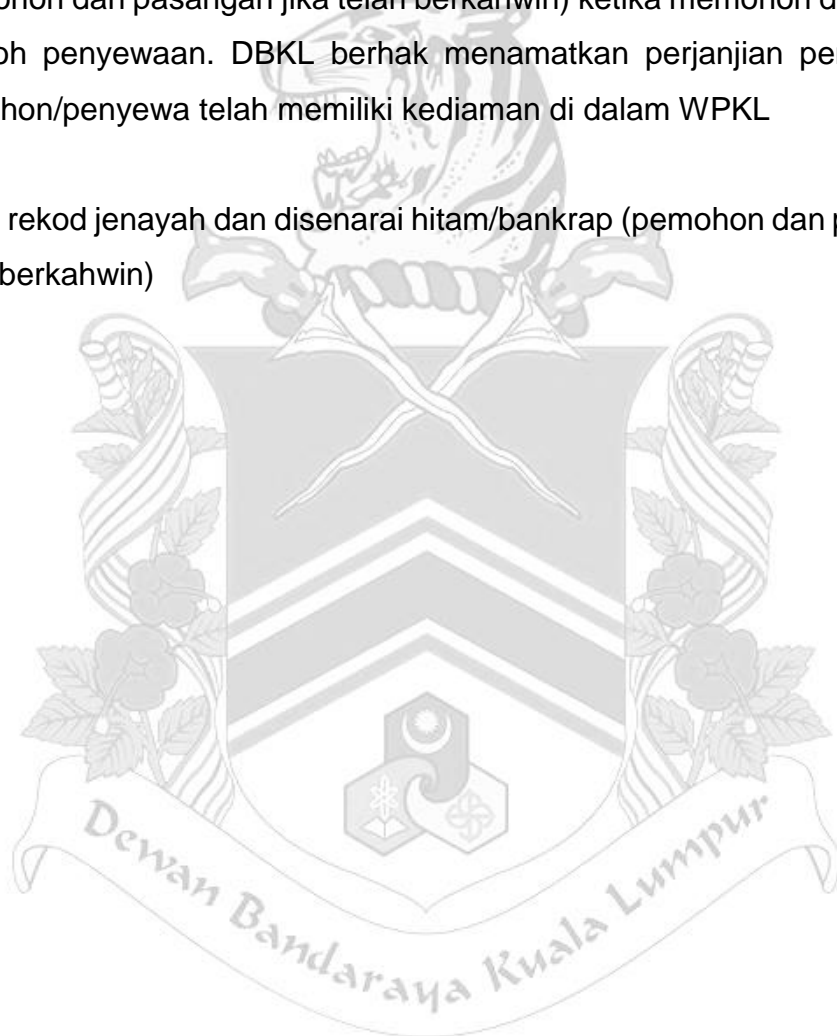 ohon dan pasangan jika telah berkahwin) ketika memohon d
oh penyewaan. DBKL berhak menamatkan perjanjian pe
hon/penyewa telah memiliki kediaman di dalam WPKL
rekod jenayah dan disenarai hitam/bankrap (pemohon dan p
berkahwin)
Dewan Bandaraya Kuala Lumpur